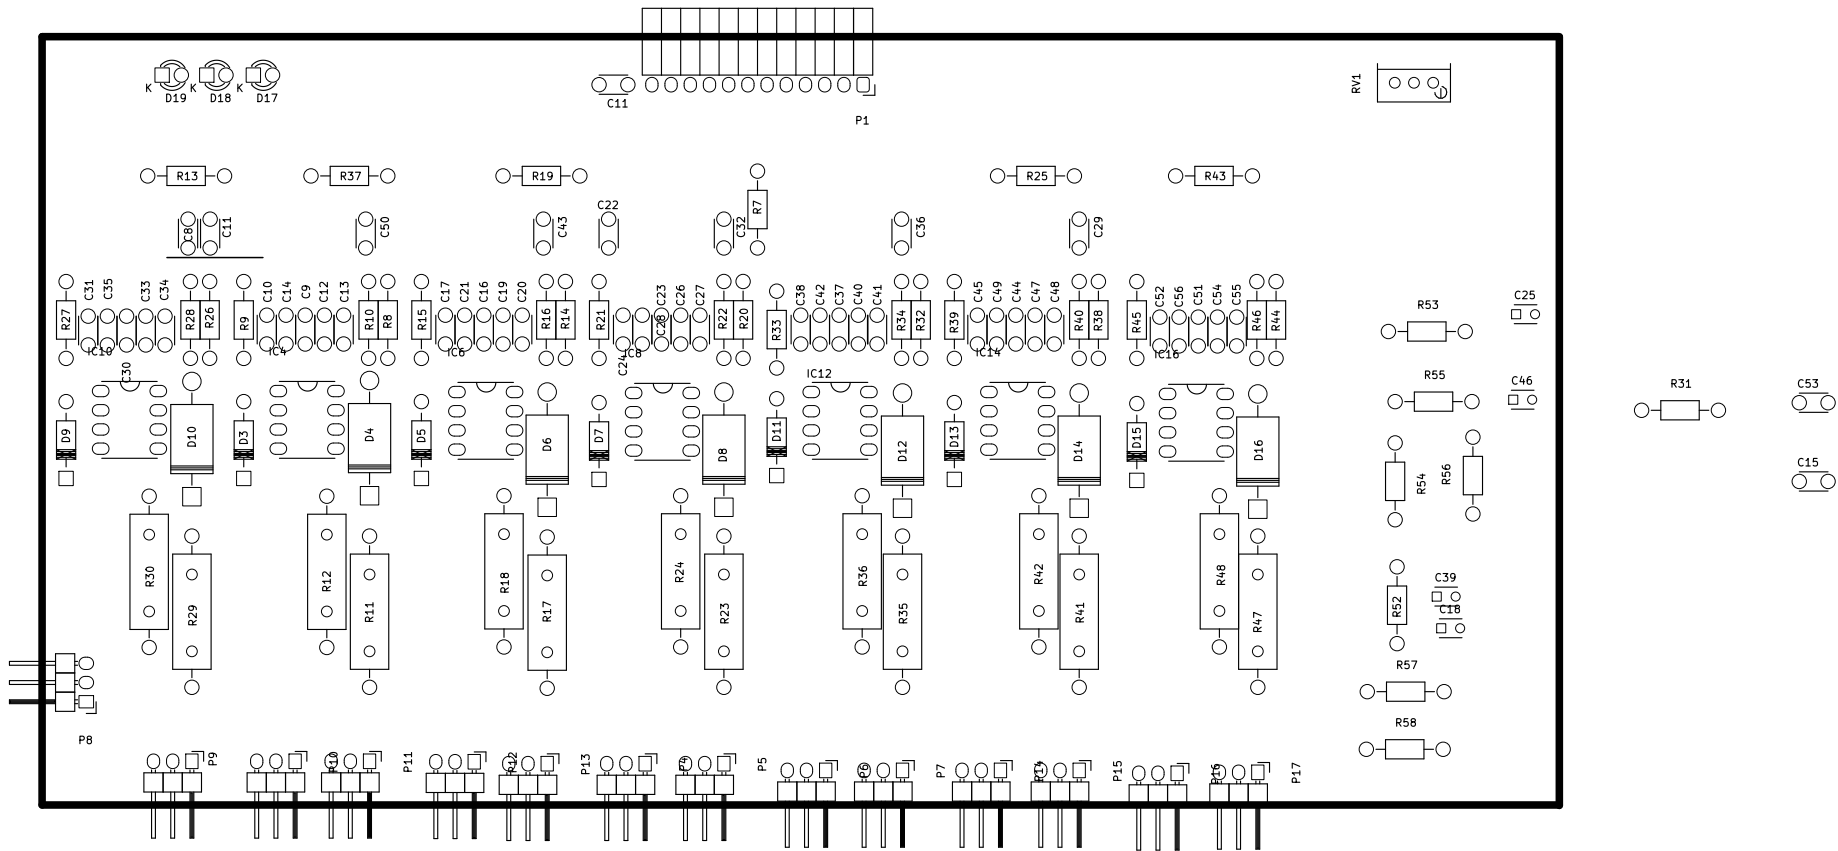 K D19 K D18 K D17 C11 P1 RV1
R13 R37 R19 R25 R43
C8 C11 C50 C43 C22 C32 R7 C36 C29
C31 C35 C33 C34 C10 C14 C9 C12 C13 C17 C21 C16 C19 C20 C23 C26 C27 C38 C42 C37 C40 C41 C45 C49 C44 C47 C48 C52 C56 C51 C54 C55 C25
R27 R28 R26 R9 R10 R8 R15 R16 R14 R21 C28 R22 R20 R33 R34 R32 R39 R40 R38 R45 R46 R44 R53
IC10 IC4 IC6 IC8 IC14 IC16
C30 C24 IC12 R55 C46 R31 C53
D9 D10 D3 D4 D5 D6 D7 D8 D11 D12 D13 D14 D15 D16 R54 R56 C15
R30 R12 R18 R24 R36 R42 R48 C39
R29 R11 R17 R23 R35 R41 R47 R52 C18
R57
R58
P8
P9 P10 P11 P12 P13 P4 P5 P6 P7 P14 P15 P16 P17